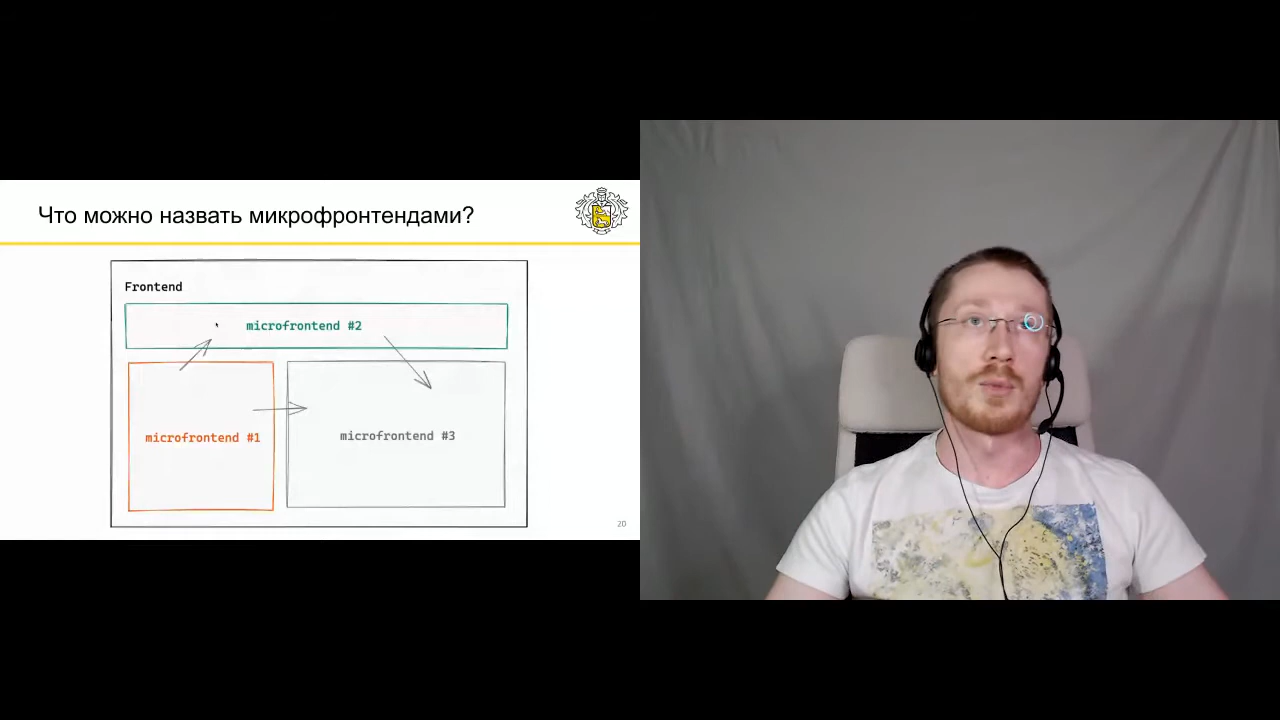 Что можно назвать микрофронтендами?
Frontend
microfrontend #2
microfrontend #1
microfrontend #3
20